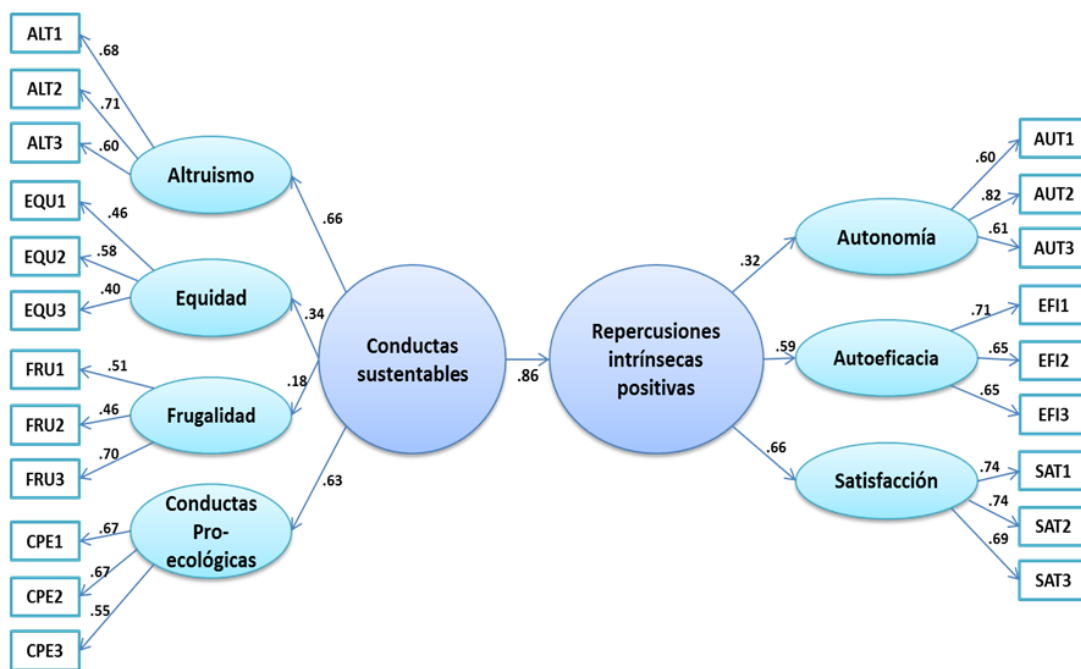 ALT1
.68
ALT2
.71
ALT3
.60
Altruismo
EQU1
.46
EQU2
.58
EQU3
.40
Equidad
FRU1
.51
FRU2
.46
FRU3
.70
Frugalidad
CPE1
.67
CPE2
.67
CPE3
.55
Conductas
Pro-
ecológicas
.66
.34
.18
.63
Conductas
sustentables
.86
Repercusiones
intrínsecas
positivas
.32
.59
.66
Autonomía
.60
AUT1
.82
AUT2
.61
AUT3
Autoeficacia
.71
EFI1
.65
EFI2
.65
EFI3
Satisfacción
.74
SAT1
.74
SAT2
.69
SAT3